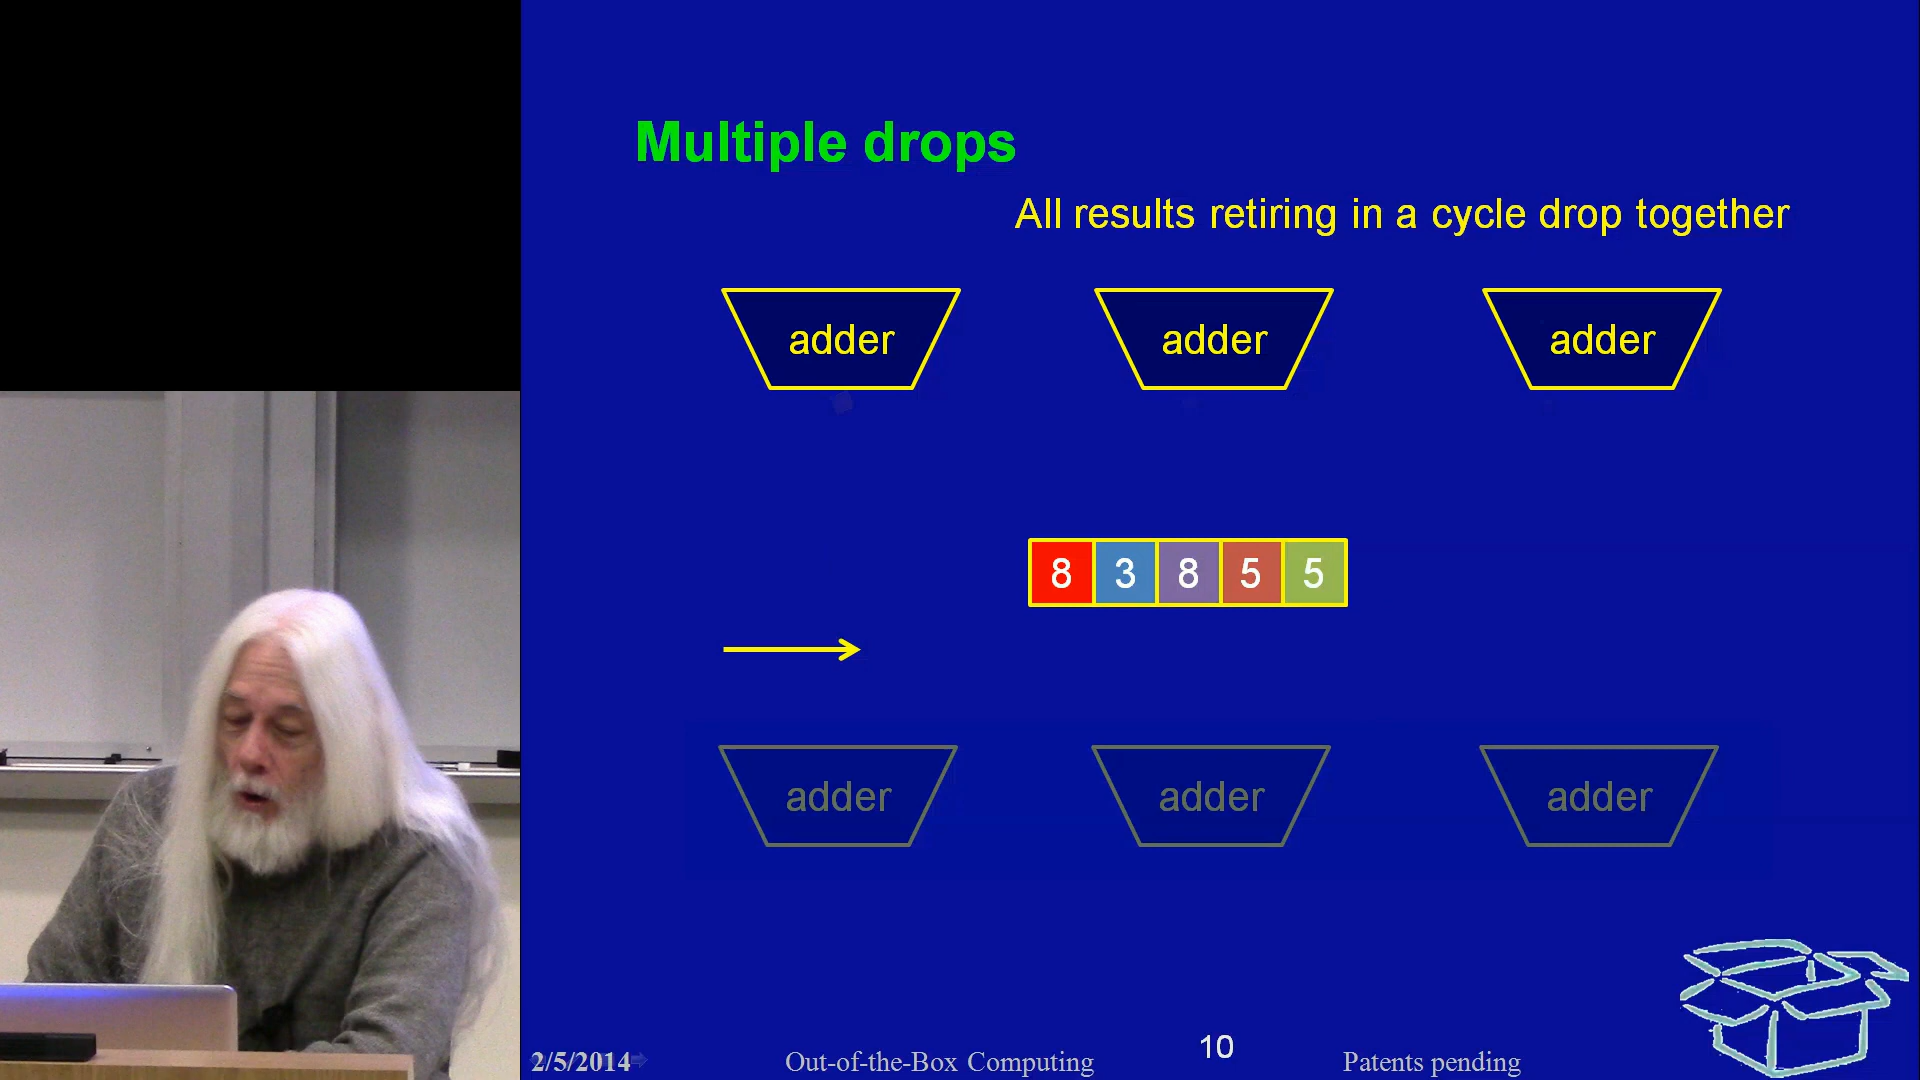 Multiple drops
All results retiring in a cycle drop together
adder adder adder
8 3 8 5 5
adder adder adder
2/5/2014 Out-of-the-Box Computing 10 Patents pending